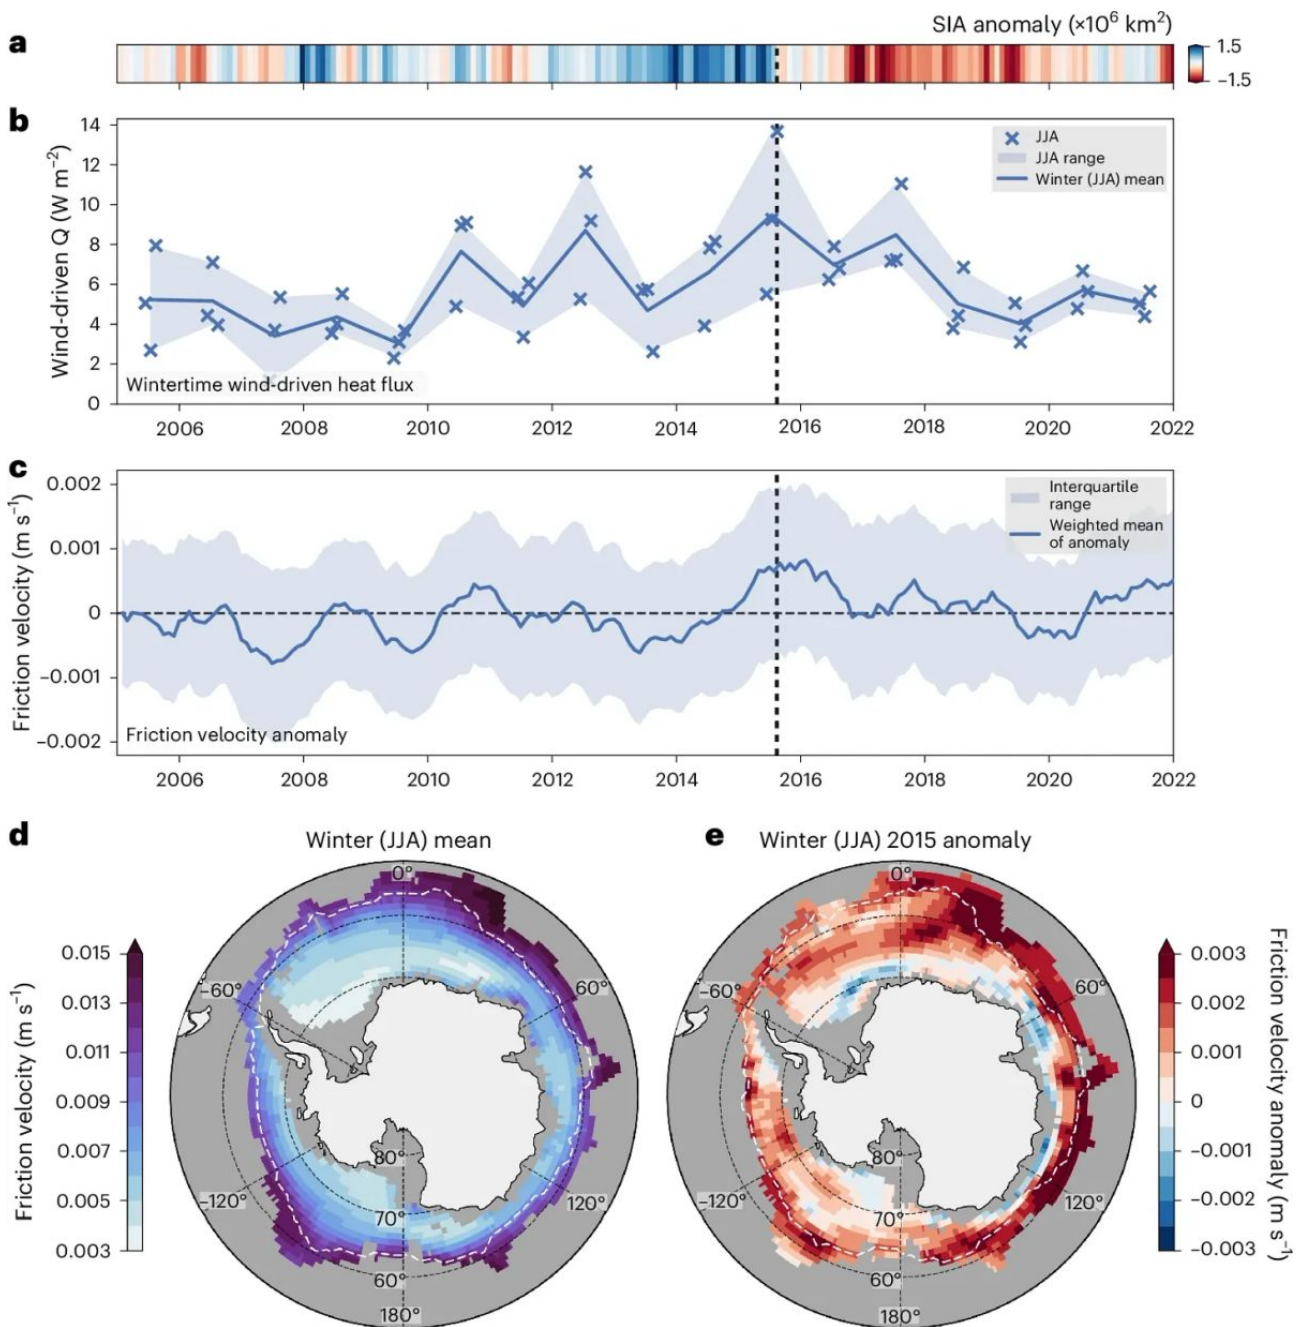 a
SIA anomaly (×10⁶ km²)
1.5
−1.5
b
Wind-driven Q (W m⁻²)
14
12
10
8
6
4
2
0
JJA
JJA range
Winter (JJA) mean
Wintertime wind-driven heat flux
2006 2008 2010 2012 2014 2016 2018 2020 2022
c
Friction velocity (m s⁻¹)
0.002
0.001
0
−0.001
−0.002
Interquartile
range
Weighted mean
of anomaly
Friction velocity anomaly
2006 2008 2010 2012 2014 2016 2018 2020 2022
d
Winter (JJA) mean
Friction velocity (m s⁻¹)
0.015
0.013
0.011
0.009
0.007
0.005
0.003
0°
−60° 60°
80°
−120° 120°
70°
60°
180°
e
Winter (JJA) 2015 anomaly
0°
−60° 60°
80°
−120° 120°
70°
60°
180°
0.003
0.002
0.001
0
−0.001
−0.002
−0.003
Friction velocity anomaly (m s⁻¹)